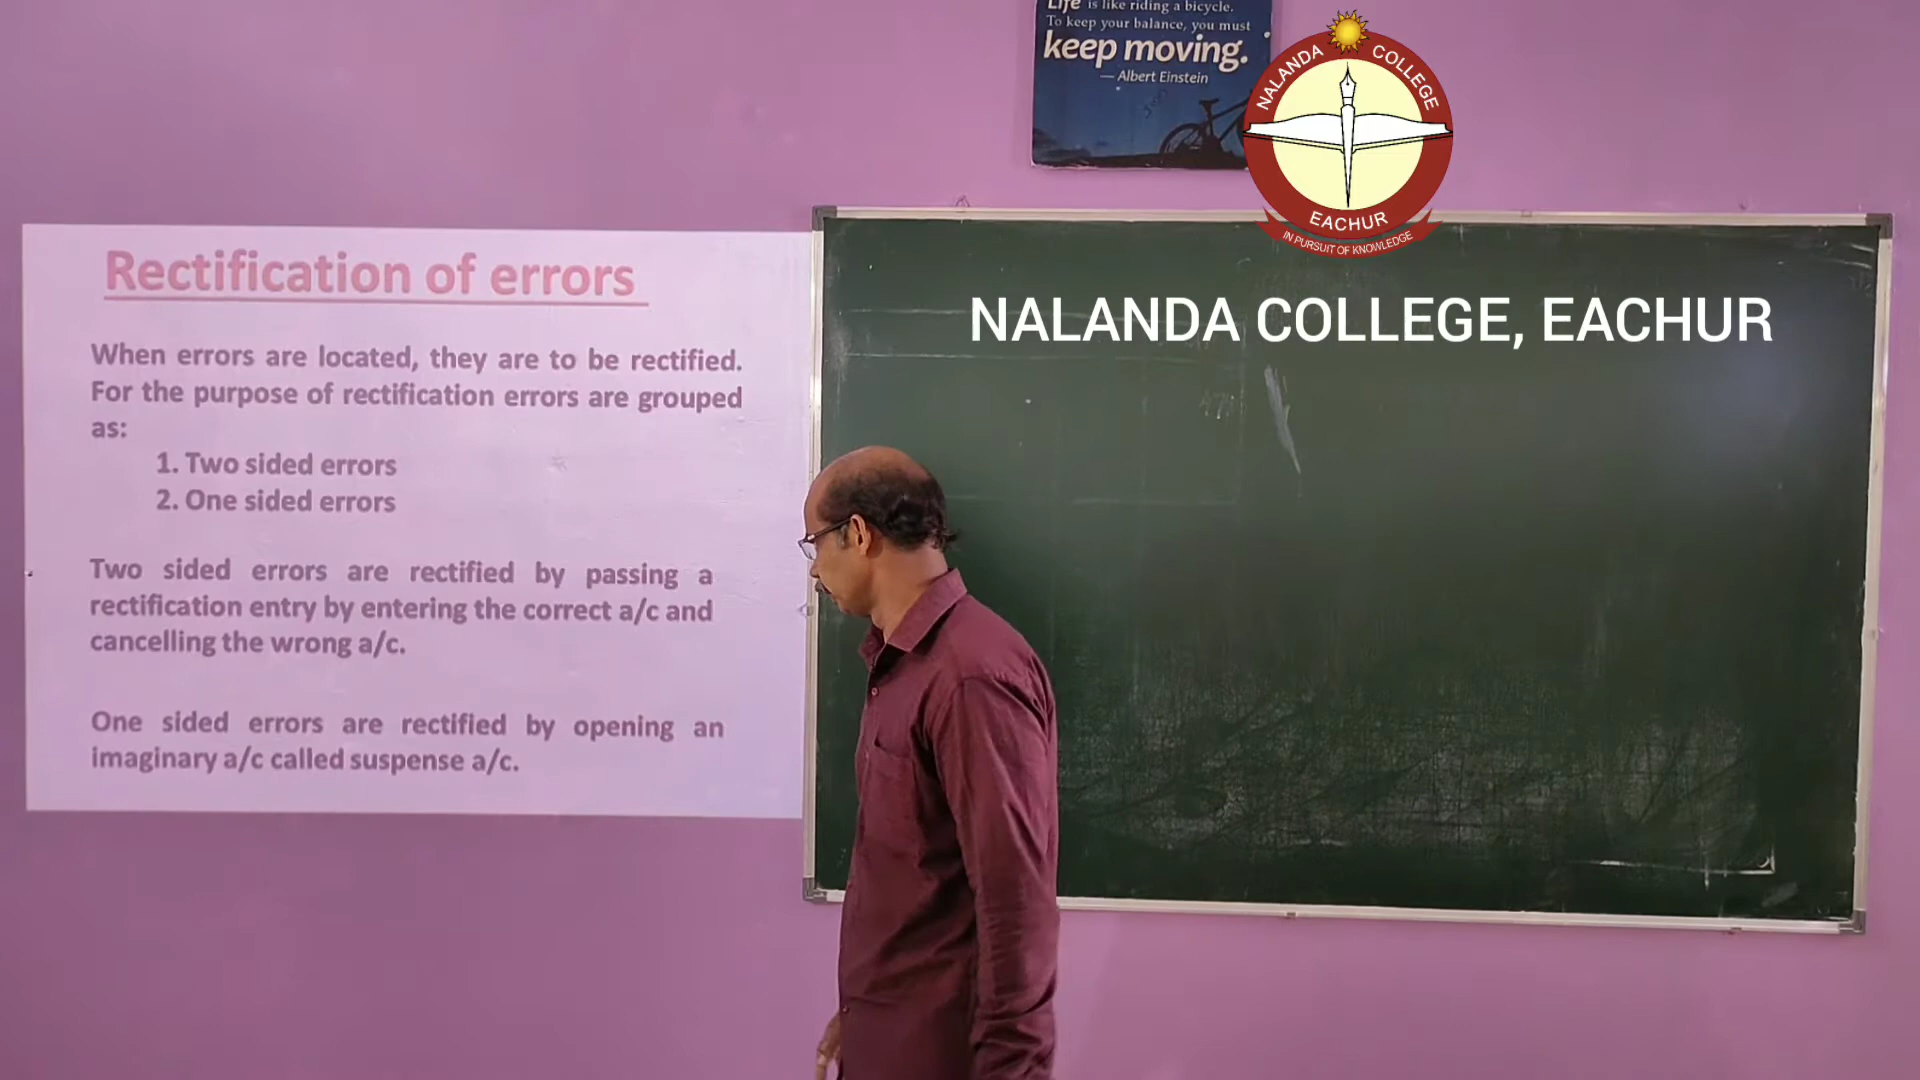 Life is like riding a bicycle.
To keep your balance, you must
keep moving.
— Albert Einstein
NALANDA COLLEGE
EACHUR
IN PURSUIT OF KNOWLEDGE
NALANDA COLLEGE, EACHUR
Rectification of errors
When errors are located, they are to be rectified.
For the purpose of rectification errors are grouped
as:
1. Two sided errors
2. One sided errors
Two sided errors are rectified by passing a
rectification entry by entering the correct a/c and
cancelling the wrong a/c.
One sided errors are rectified by opening an
imaginary a/c called suspense a/c.